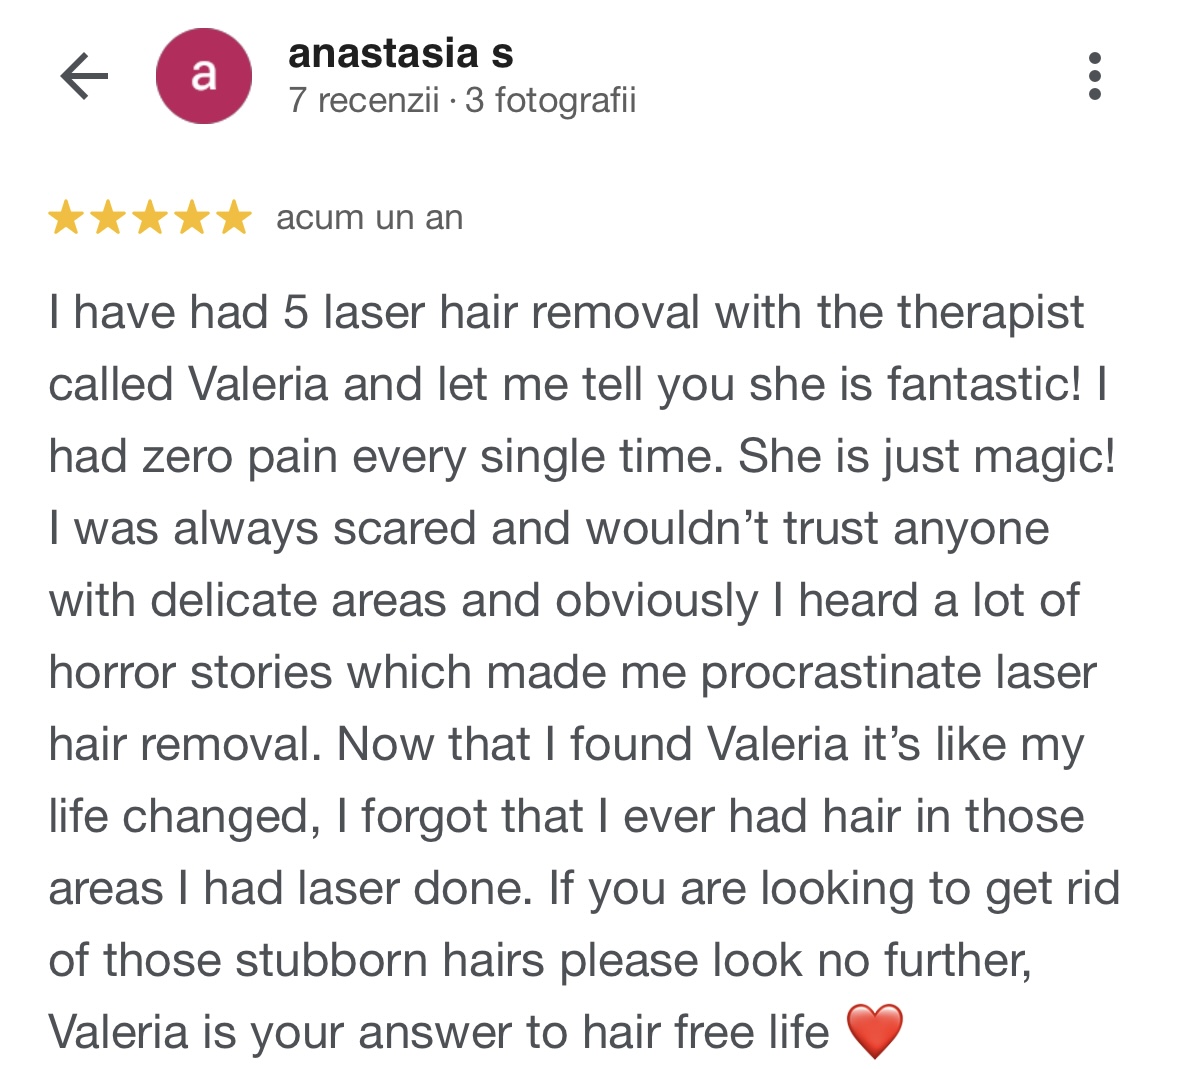 a
anastasia s
7 recenzii · 3 fotografii
acum un an
I have had 5 laser hair removal with the therapist
called Valeria and let me tell you she is fantastic! I
had zero pain every single time. She is just magic!
I was always scared and wouldn’t trust anyone
with delicate areas and obviously I heard a lot of
horror stories which made me procrastinate laser
hair removal. Now that I found Valeria it’s like my
life changed, I forgot that I ever had hair in those
areas I had laser done. If you are looking to get rid
of those stubborn hairs please look no further,
Valeria is your answer to hair free life ❤️